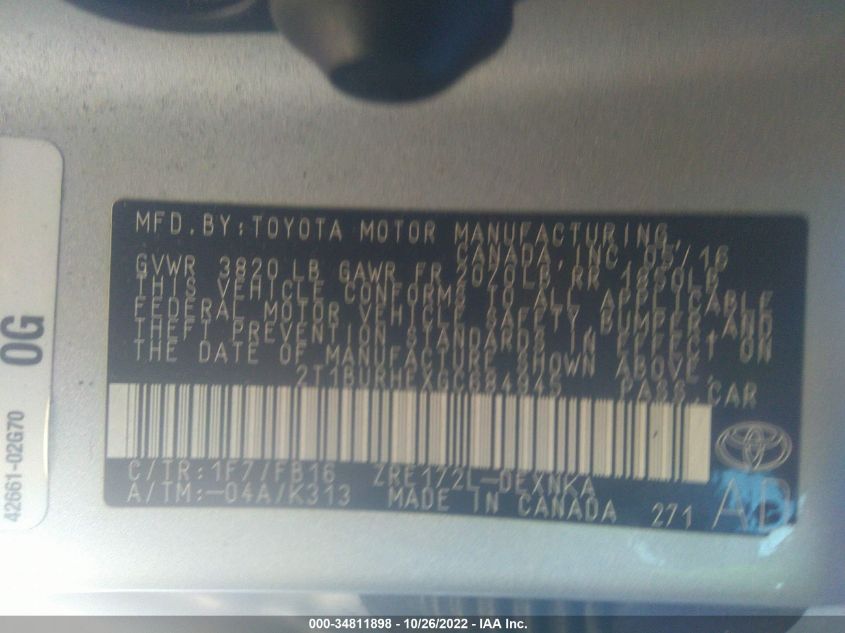 MFD.BY:TOYOTA MOTOR MANUFACTURING,
CANADA,INC 05/16
GVWR 3820 LB GAWR FR 2070LB RR 1850LB
THIS VEHICLE CONFORMS TO ALL APPLICABLE
FEDERAL MOTOR VEHICLE SAFETY,BUMPER,AND
THEFT PREVENTION STANDARDS IN EFFECT ON
THE DATE OF MANUFACTURE SHOWN ABOVE.
2T1BURHEXGC684945 PASS.CAR
C/TR:1F7/FB16 ZRE172L-DEXNKA
A/TM:-04A/K313 MADE IN CANADA 271
AD
0G
42661-02G70
000-34811898 - 10/26/2022 - IAA Inc.